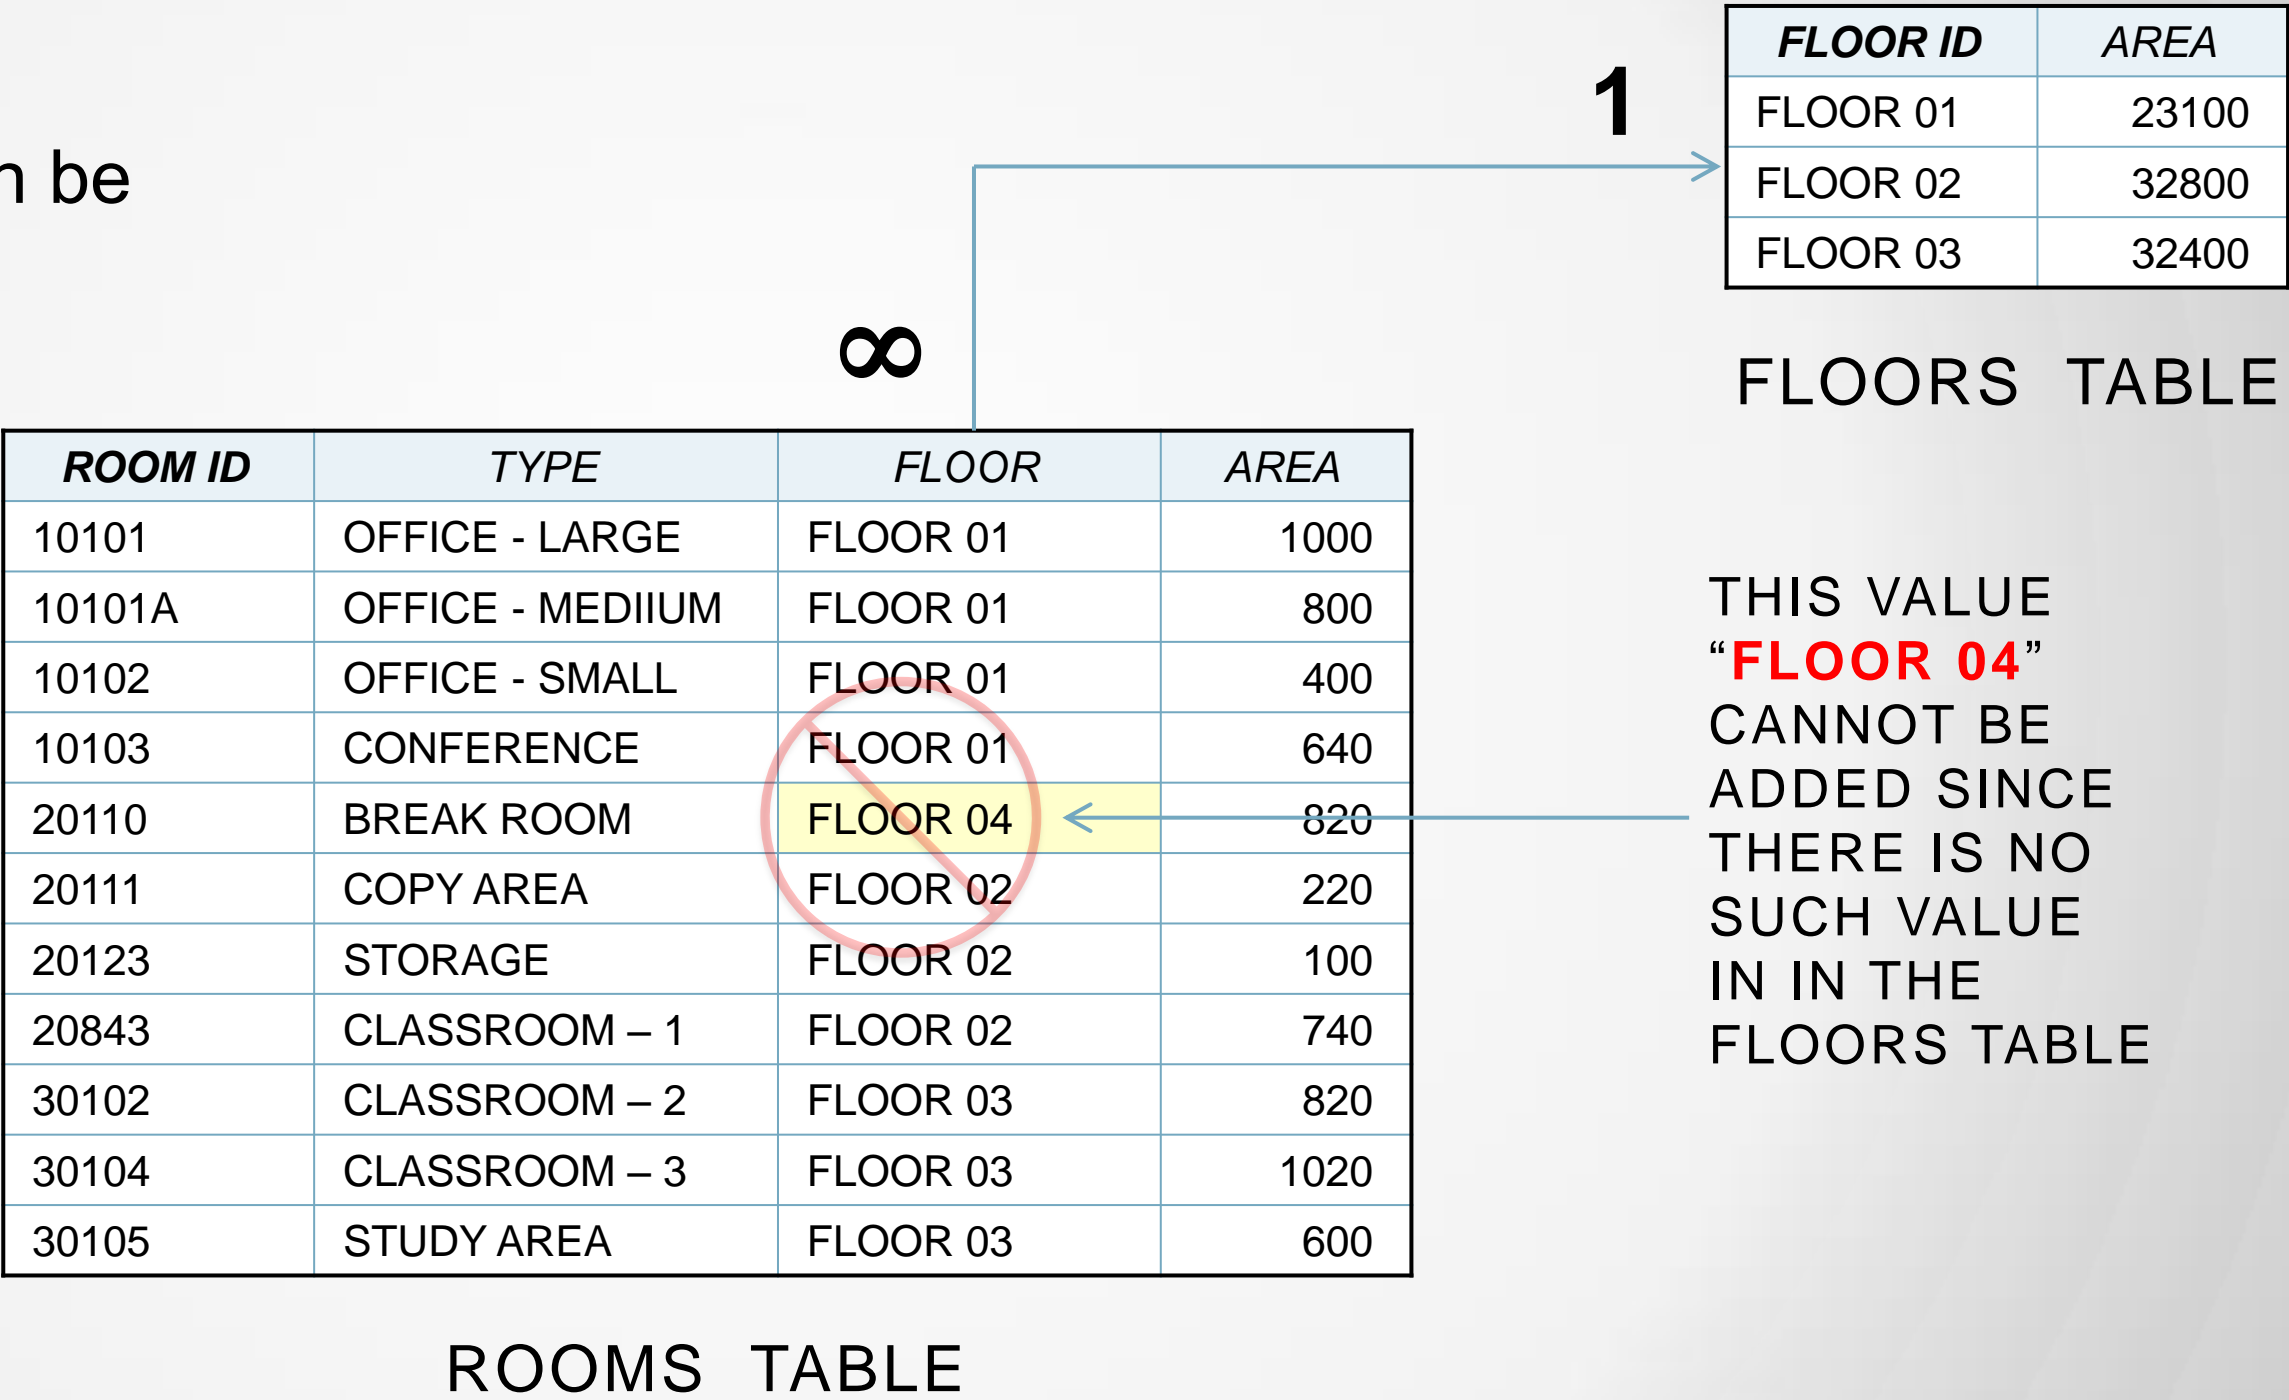 FLOOR ID AREA
FLOOR 01 23100
FLOOR 02 32800
FLOOR 03 32400
FLOORS TABLE
1
n be
∞
ROOM ID TYPE FLOOR AREA
10101 OFFICE - LARGE FLOOR 01 1000
10101A OFFICE - MEDIIUM FLOOR 01 800
10102 OFFICE - SMALL FLOOR 01 400
10103 CONFERENCE FLOOR 01 640
20110 BREAK ROOM FLOOR 04 820
20111 COPY AREA FLOOR 02 220
20123 STORAGE FLOOR 02 100
20843 CLASSROOM – 1 FLOOR 02 740
30102 CLASSROOM – 2 FLOOR 03 820
30104 CLASSROOM – 3 FLOOR 03 1020
30105 STUDY AREA FLOOR 03 600
ROOMS TABLE
THIS VALUE
“FLOOR 04”
CANNOT BE
ADDED SINCE
THERE IS NO
SUCH VALUE
IN IN THE
FLOORS TABLE